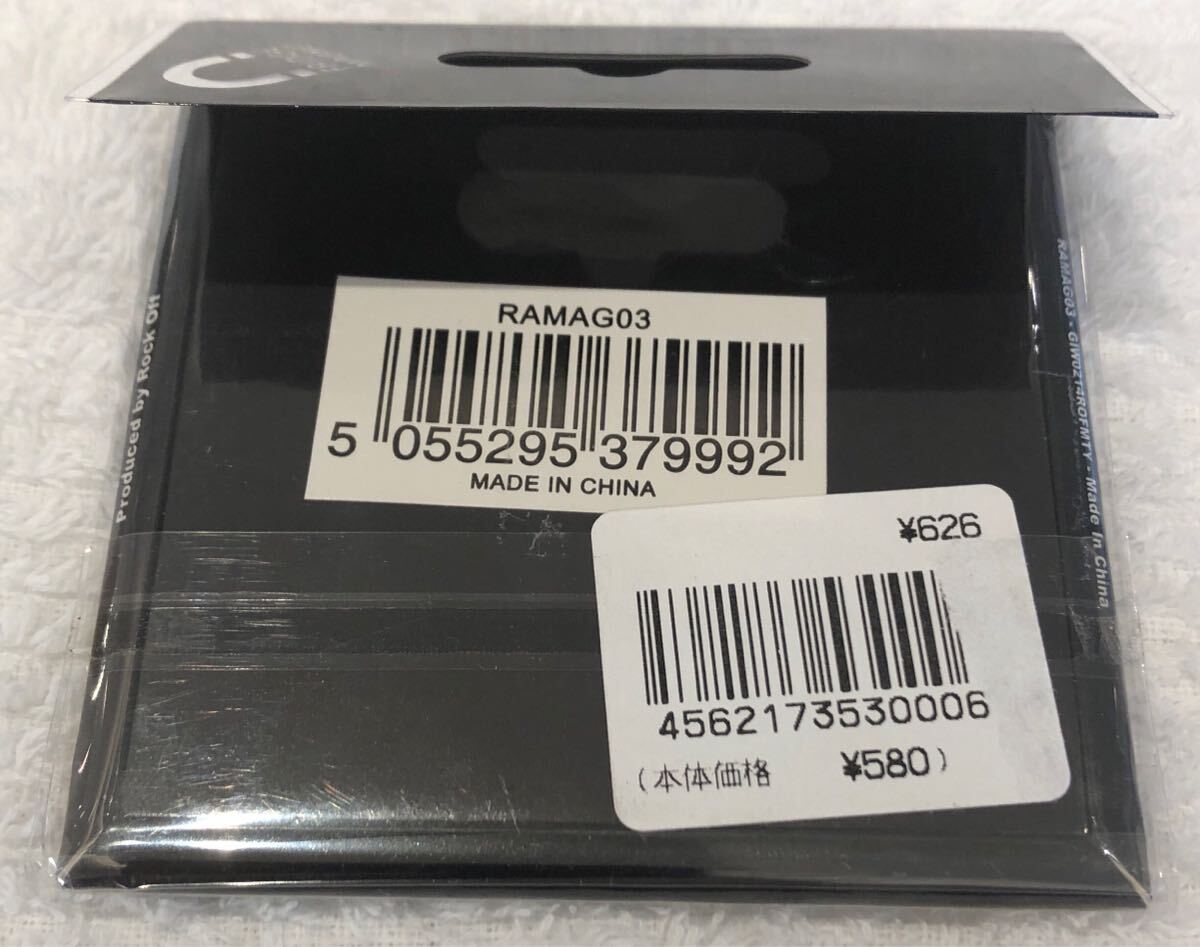 RAMAG03
5 055295 379992
MADE IN CHINA
Produced by Rock Off
RAMAG03 - GIW0214ROFMTY - Made In China
¥626
4562173530006
(本体価格 ¥580)